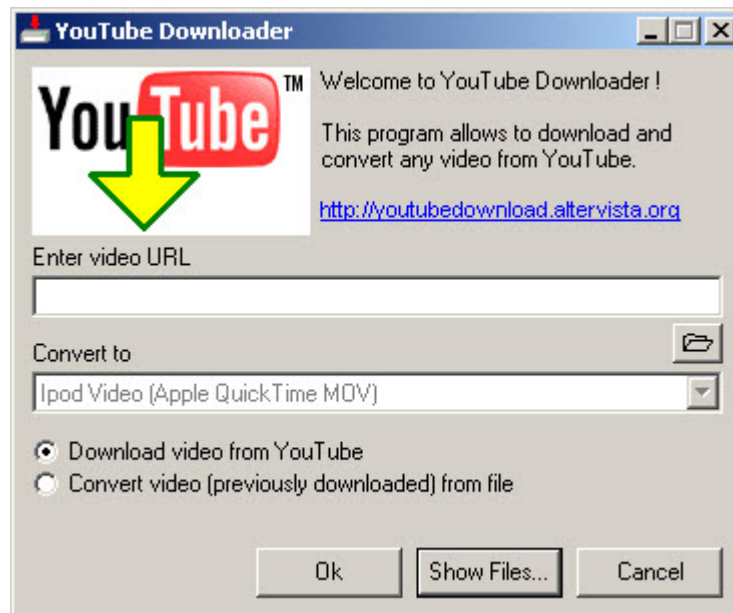 YouTube Downloader
YouTube TM
Welcome to YouTube Downloader !
This program allows to download and
convert any video from YouTube.
http://youtubedownload.altervista.org
Enter video URL
Convert to
Ipod Video (Apple QuickTime MOV)
Download video from YouTube
Convert video (previously downloaded) from file
Ok Show Files... Cancel